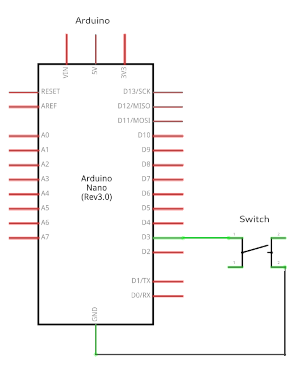 Arduino
VIN
5V
3V3
RESET
D13/SCK
AREF
D12/MISO
D11/MOSI
A0
D10
A1
D9
A2
D8
A3
D7
A4
D6
A5
D5
A6
D4
A7
D3
D2
D1/TX
D0/RX
GND
Arduino
Nano
(Rev3.0)
Switch